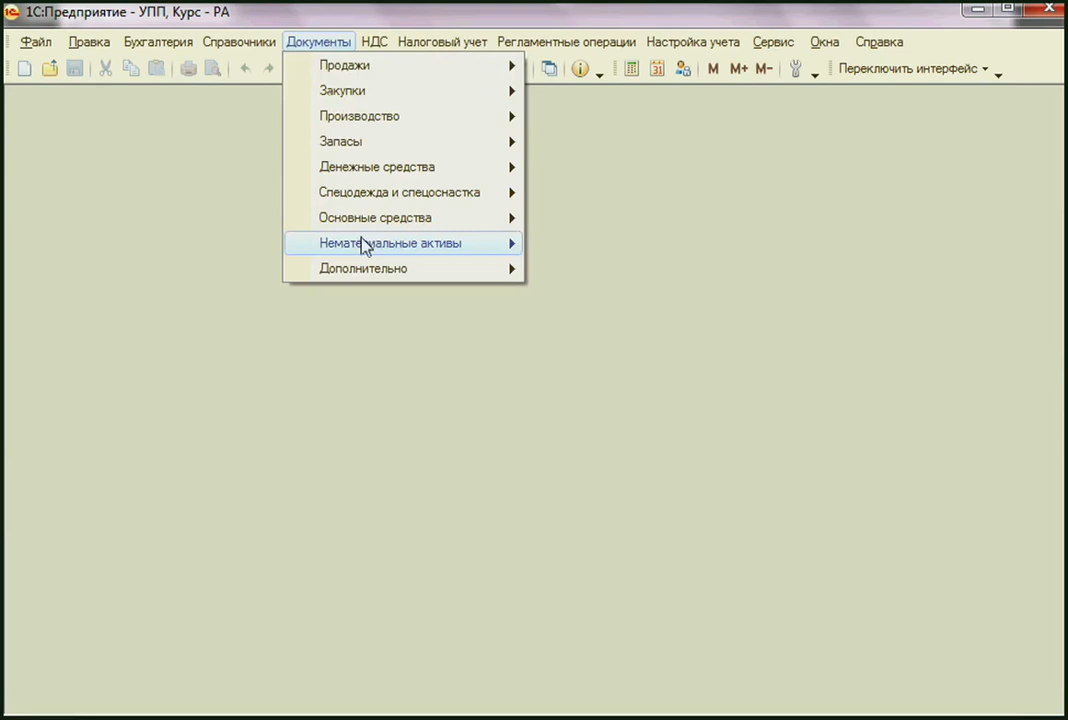 1С:Предприятие - УПП, Курс - РА
Файл Правка Бухгалтерия Справочники Документы НДС Налоговый учет Регламентные операции Настройка учета Сервис Окна Справка
M M+ M- Переключить интерфейс
Продажи
Закупки
Производство
Запасы
Денежные средства
Спецодежда и спецоснастка
Основные средства
Нематериальные активы
Дополнительно